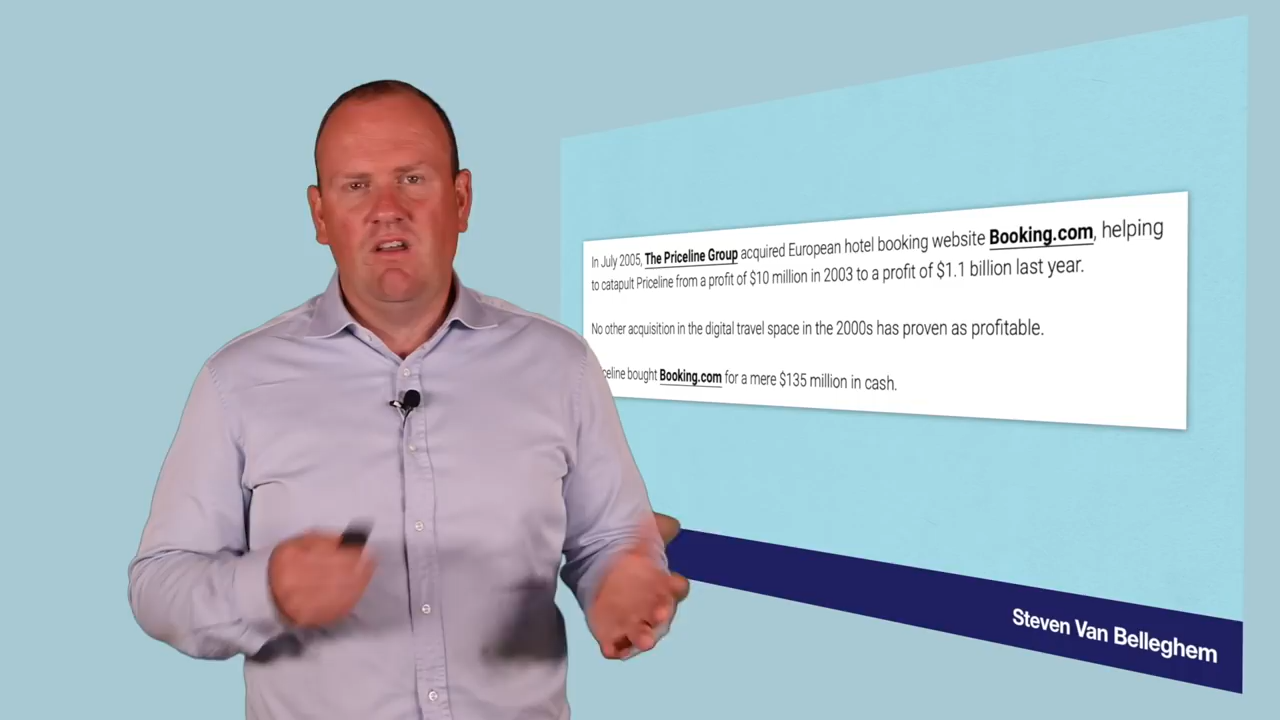 In July 2005, The Priceline Group acquired European hotel booking website Booking.com, helping
to catapult Priceline from a profit of $10 million in 2003 to a profit of $1.1 billion last year.
No other acquisition in the digital travel space in the 2000s has proven as profitable.
bought Booking.com for a mere $135 million in cash.
Steven Van Belleghem